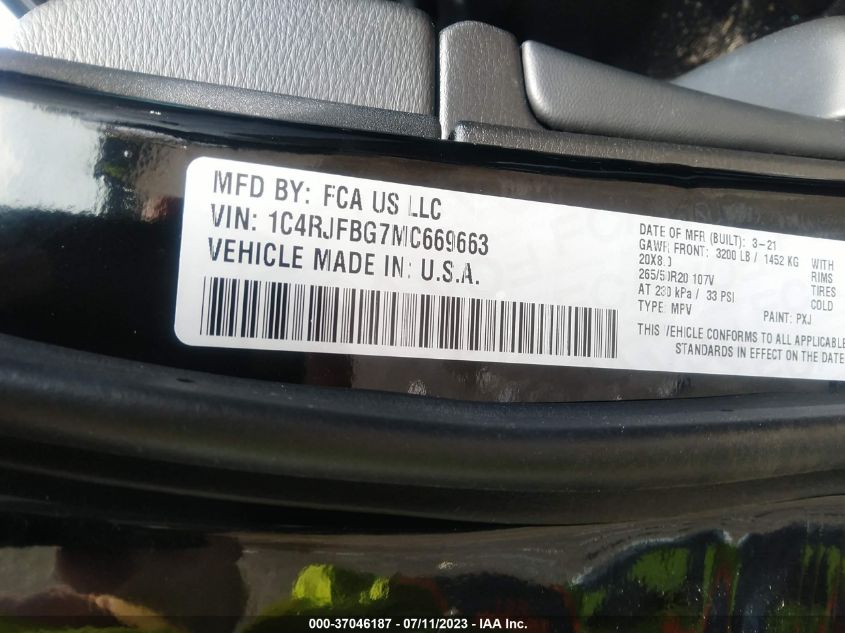 MFD BY: FCA US LLC
VIN: 1C4RJFBG7MC669663
VEHICLE MADE IN: U.S.A.
DATE OF MFR (BUILT): 3-21
GAWR FRONT: 3200 LB / 1452 KG WITH
20X8.0 RIMS
265/50R20 107V TIRES
AT 230 kPa / 33 PSI COLD
TYPE: MPV PAINT: PXJ
THIS VEHICLE CONFORMS TO ALL APPLICABLE
STANDARDS IN EFFECT ON THE DATE
000-37046187 - 07/11/2023 - IAA Inc.